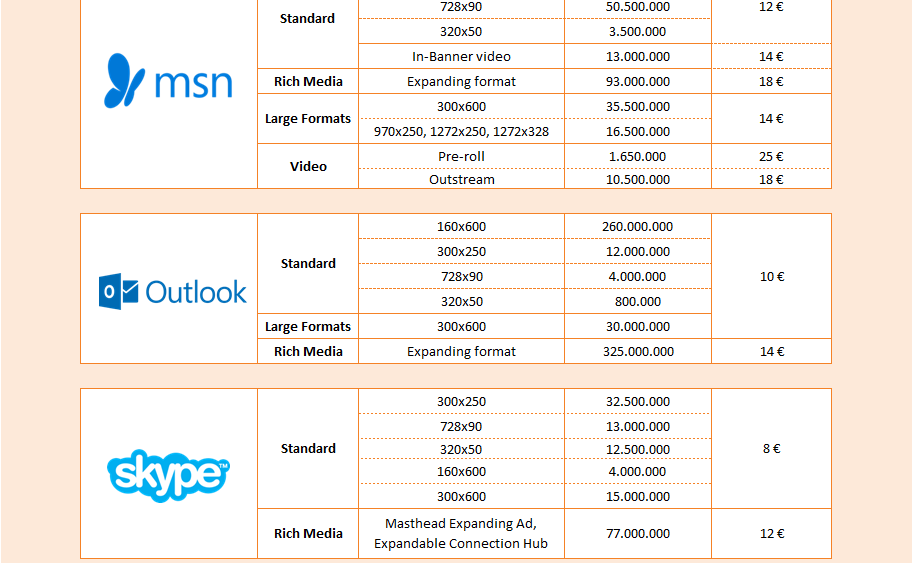 728x90 50.500.000 12 €
Standard
320x50 3.500.000
In-Banner video 13.000.000 14 €
msn
Rich Media Expanding format 93.000.000 18 €
300x600 35.500.000
Large Formats 14 €
970x250, 1272x250, 1272x328 16.500.000
Pre-roll 1.650.000 25 €
Video
Outstream 10.500.000 18 €
160x600 260.000.000
300x250 12.000.000
Standard
728x90 4.000.000 10 €
Outlook
320x50 800.000
Large Formats 300x600 30.000.000
Rich Media Expanding format 325.000.000 14 €
300x250 32.500.000
728x90 13.000.000
Standard 320x50 12.500.000 8 €
skype™
160x600 4.000.000
300x600 15.000.000
Masthead Expanding Ad,
Rich Media 77.000.000 12 €
Expandable Connection Hub